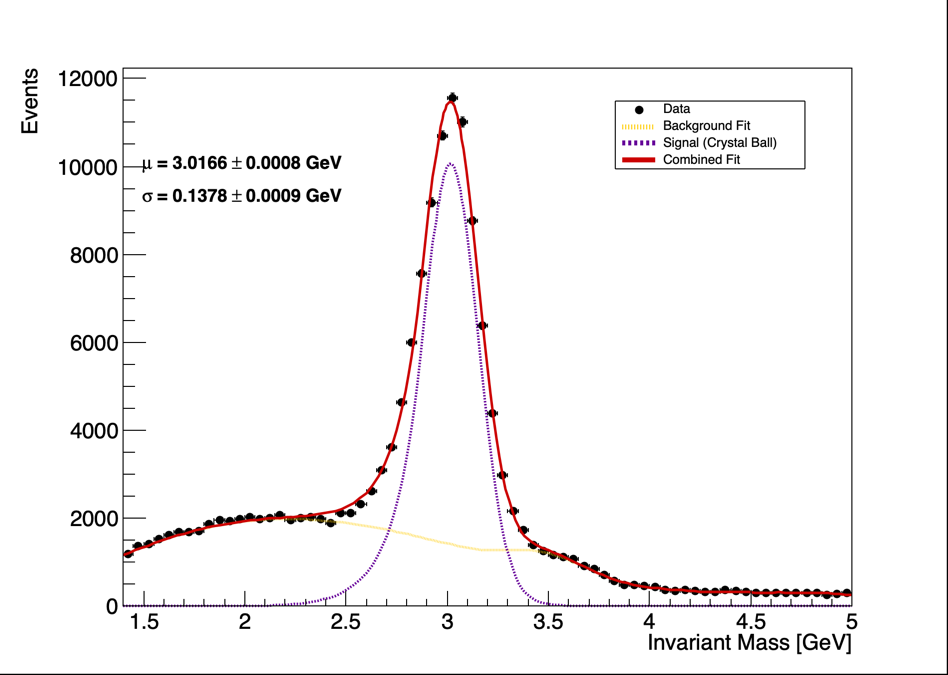 Events
12000
10000
8000
6000
4000
2000
0
μ = 3.0166 ± 0.0008 GeV
σ = 0.1378 ± 0.0009 GeV
Data
Background Fit
Signal (Crystal Ball)
Combined Fit
1.5 2 2.5 3 3.5 4 4.5 5
Invariant Mass [GeV]